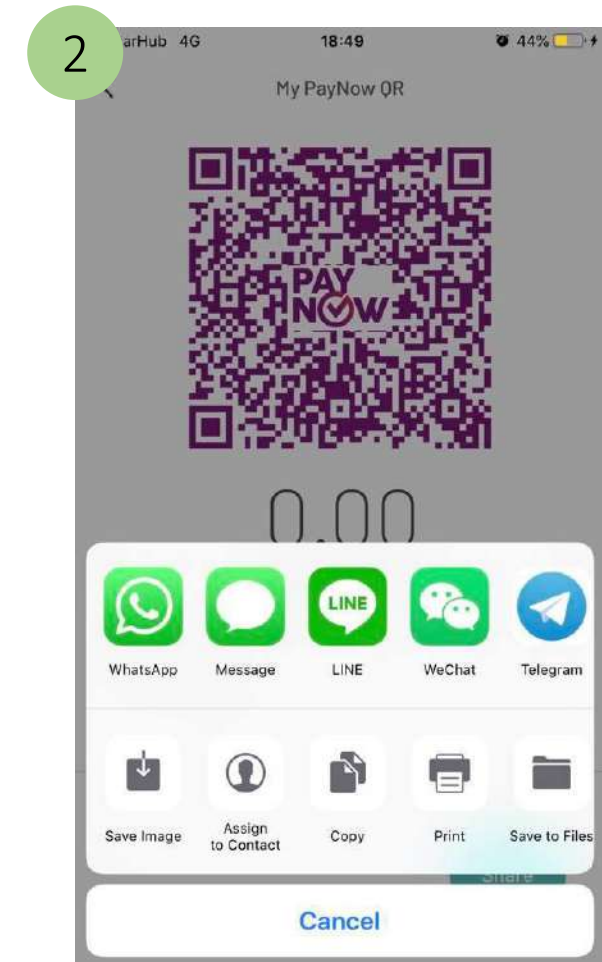 2
arHub 4G 18:49 44%
My PayNow QR
PAY
NOW
0.00
LINE
WhatsApp Message LINE WeChat Telegram
Save Image Assign to Contact Copy Print Save to Files
Share
Cancel